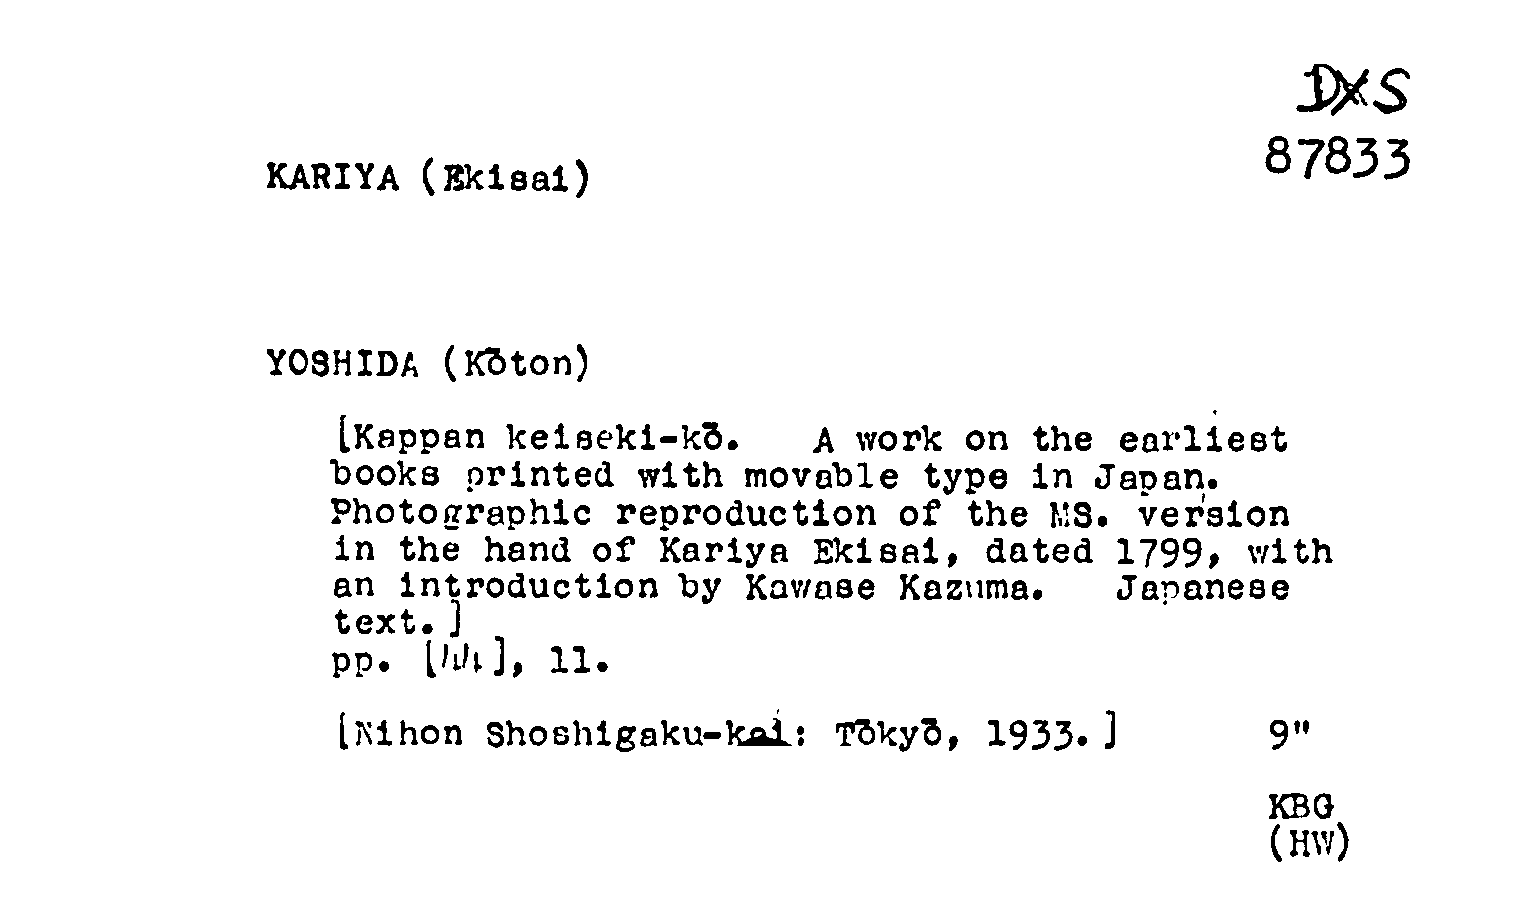 DXS
87833
KARIYA (Ekisai)
YOSHIDA (Kōton)
[Kappan keiseki-kō. A work on the earliest
books printed with movable type in Japan.
Photographic reproduction of the MS. version
in the hand of Kariya Ekisai, dated 1799, with
an introduction by Kawase Kazuma. Japanese
text.]
pp. [44], 11.
[Nihon Shoshigaku-kai: Tōkyō, 1933.] 9"
KBG
(HW)